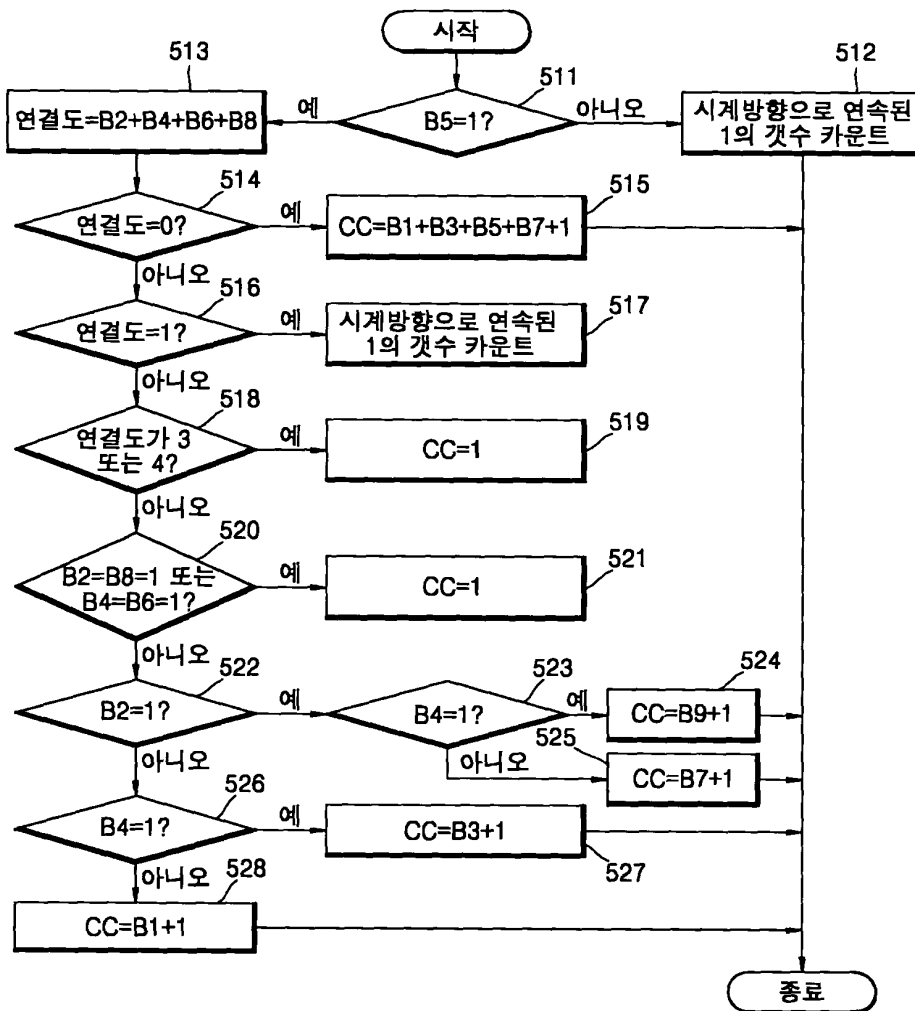 시작
513
511
512
연결도=B2+B4+B6+B8
예
B5=1?
아니오
시계방향으로 연속된
1의 갯수 카운트
514
연결도=0?
예
515
CC=B1+B3+B5+B7+1
아니오
516
연결도=1?
예
517
시계방향으로 연속된
1의 갯수 카운트
아니오
518
연결도가 3
또는 4?
예
519
CC=1
아니오
520
B2=B8=1 또는
B4=B6=1?
예
521
CC=1
아니오
522
B2=1?
예
523
B4=1?
예
524
CC=B9+1
아니오
525
CC=B7+1
아니오
526
B4=1?
예
CC=B3+1
527
아니오
528
CC=B1+1
종료